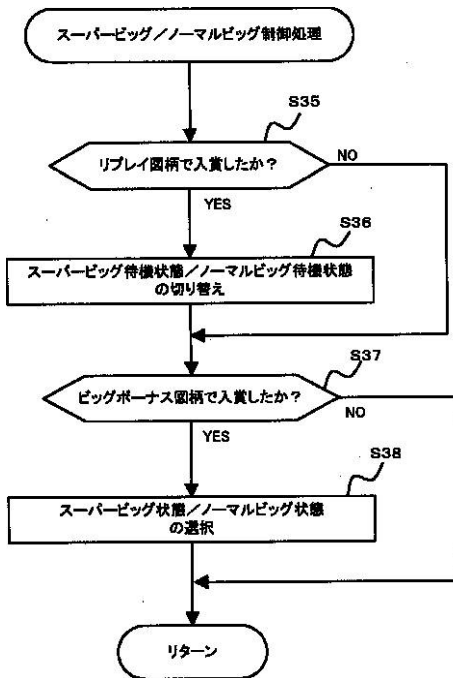 スーパービッグ／ノーマルビッグ制御処理
S35
リプレイ図柄で入賞したか？
NO
YES
S36
スーパービッグ待機状態／ノーマルビッグ待機状態
の切り替え
S37
ビッグボーナス図柄で入賞したか？
NO
YES
S38
スーパービッグ状態／ノーマルビッグ状態
の選択
リターン